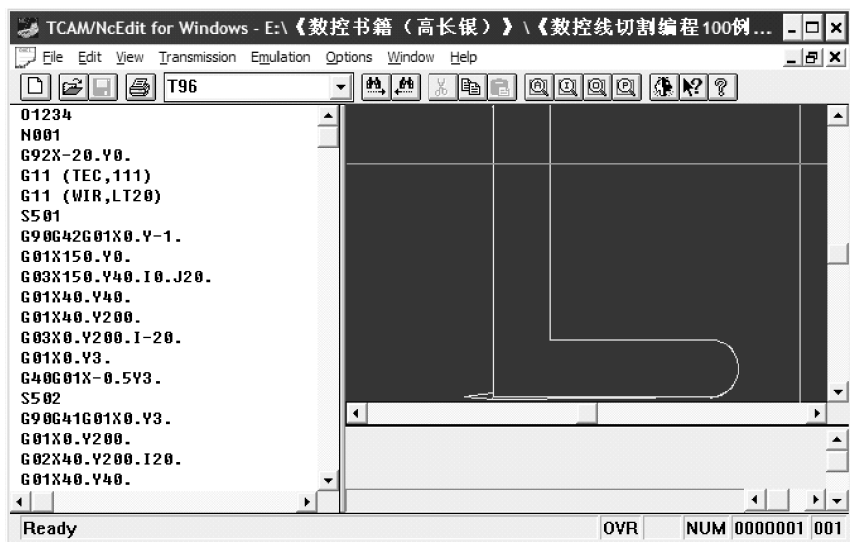 TCAM/NcEdit for Windows - E:\《数控书籍（高长银）》\《数控线切割编程100例...
File Edit View Transmission Emulation Options Window Help
T96
O1234
N001
G92X-20.Y0.
G11 (TEC,111)
G11 (WIR,LT20)
S501
G90G42G01X0.Y-1.
G01X150.Y0.
G03X150.Y40.I0.J20.
G01X40.Y40.
G01X40.Y200.
G03X0.Y200.I-20.
G01X0.Y3.
G40G01X-0.5Y3.
S502
G90G41G01X0.Y3.
G01X0.Y200.
G02X40.Y200.I20.
G01X40.Y40.
Ready OVR NUM 0000001 001